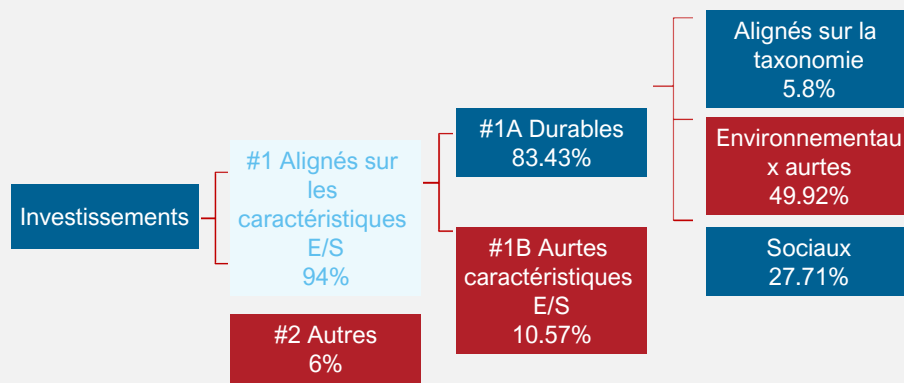 Investissements
#1 Alignés sur
les
caractéristiques
E/S
94%
#2 Autres
6%
#1A Durables
83.43%
#1B Aurtes
caractéristiques
E/S
10.57%
Alignés sur la
taxonomie
5.8%
Environnementau
x aurtes
49.92%
Sociaux
27.71%